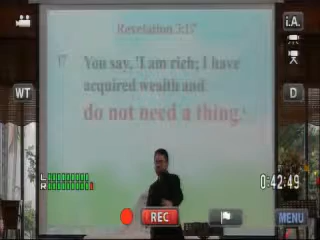 Revelation 3:17
i.A.
17 You say, 'I am rich; I have
acquired wealth and
do not need a thing.'
WT
D
L
R
0:42:49
REC
MENU